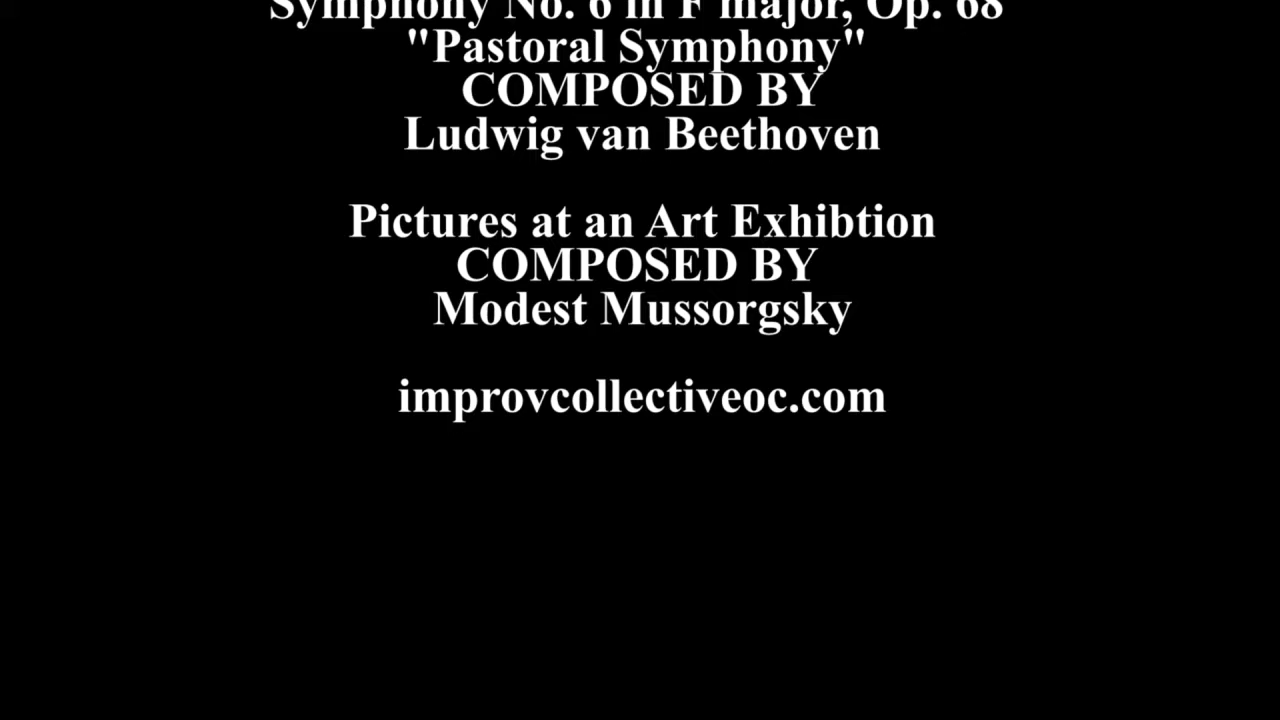 Symphony No. 6 in F major, Op. 68
"Pastoral Symphony"
COMPOSED BY
Ludwig van Beethoven
Pictures at an Art Exhibtion
COMPOSED BY
Modest Mussorgsky
improvcollectiveoc.com